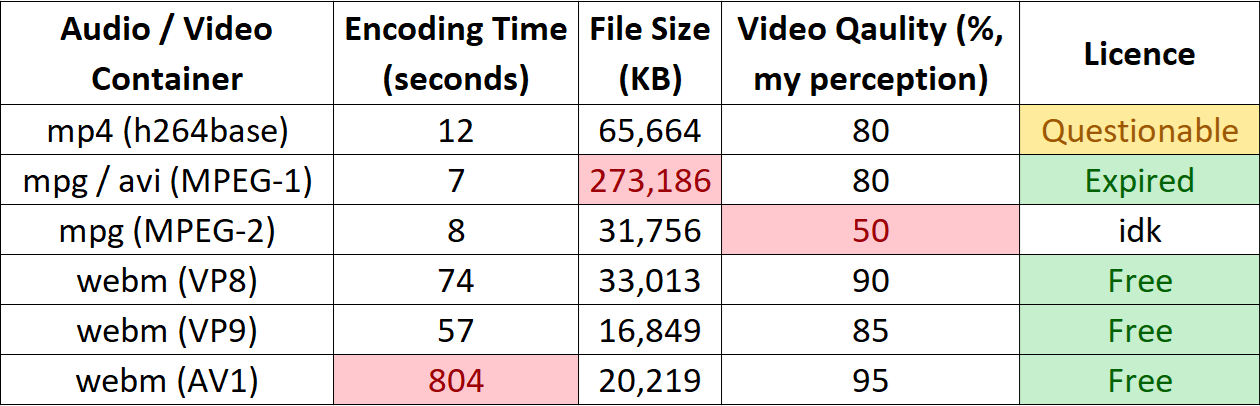 Audio / Video Container | Encoding Time (seconds) | File Size (KB) | Video Qaulity (%, my perception) | Licence
mp4 (h264base) | 12 | 65,664 | 80 | Questionable
mpg / avi (MPEG-1) | 7 | 273,186 | 80 | Expired
mpg (MPEG-2) | 8 | 31,756 | 50 | idk
webm (VP8) | 74 | 33,013 | 90 | Free
webm (VP9) | 57 | 16,849 | 85 | Free
webm (AV1) | 804 | 20,219 | 95 | Free